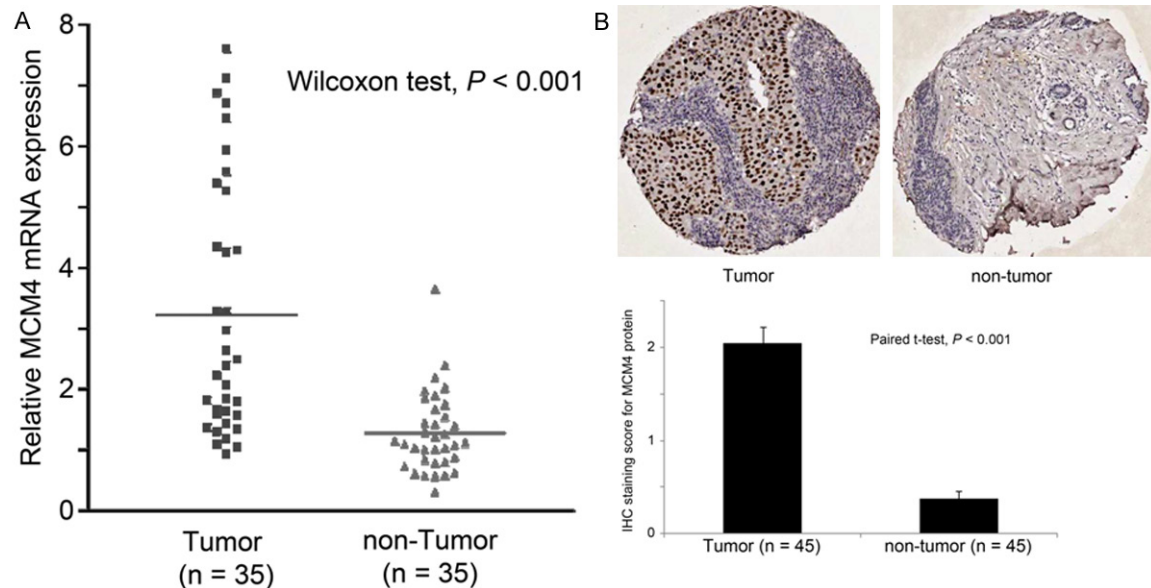 A
8
6
4
2
0
Relative MCM4 mRNA expression
Wilcoxon test, P < 0.001
Tumor
(n = 35)
non-Tumor
(n = 35)
B
Tumor
non-tumor
IHC staining score for MCM4 protein
2
1
0
Paired t-test, P < 0.001
Tumor (n = 45)
non-tumor (n = 45)